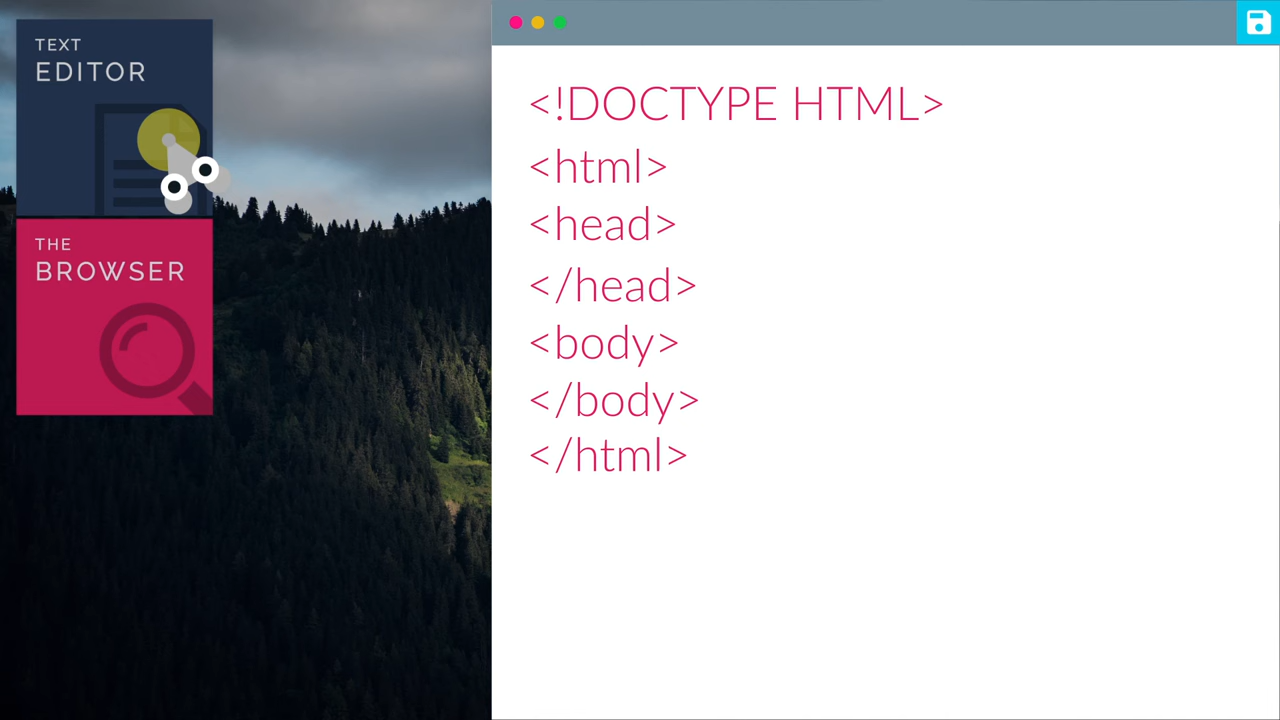 TEXT
EDITOR
THE
BROWSER
<!DOCTYPE HTML>
<html>
<head>
</head>
<body>
</body>
</html>